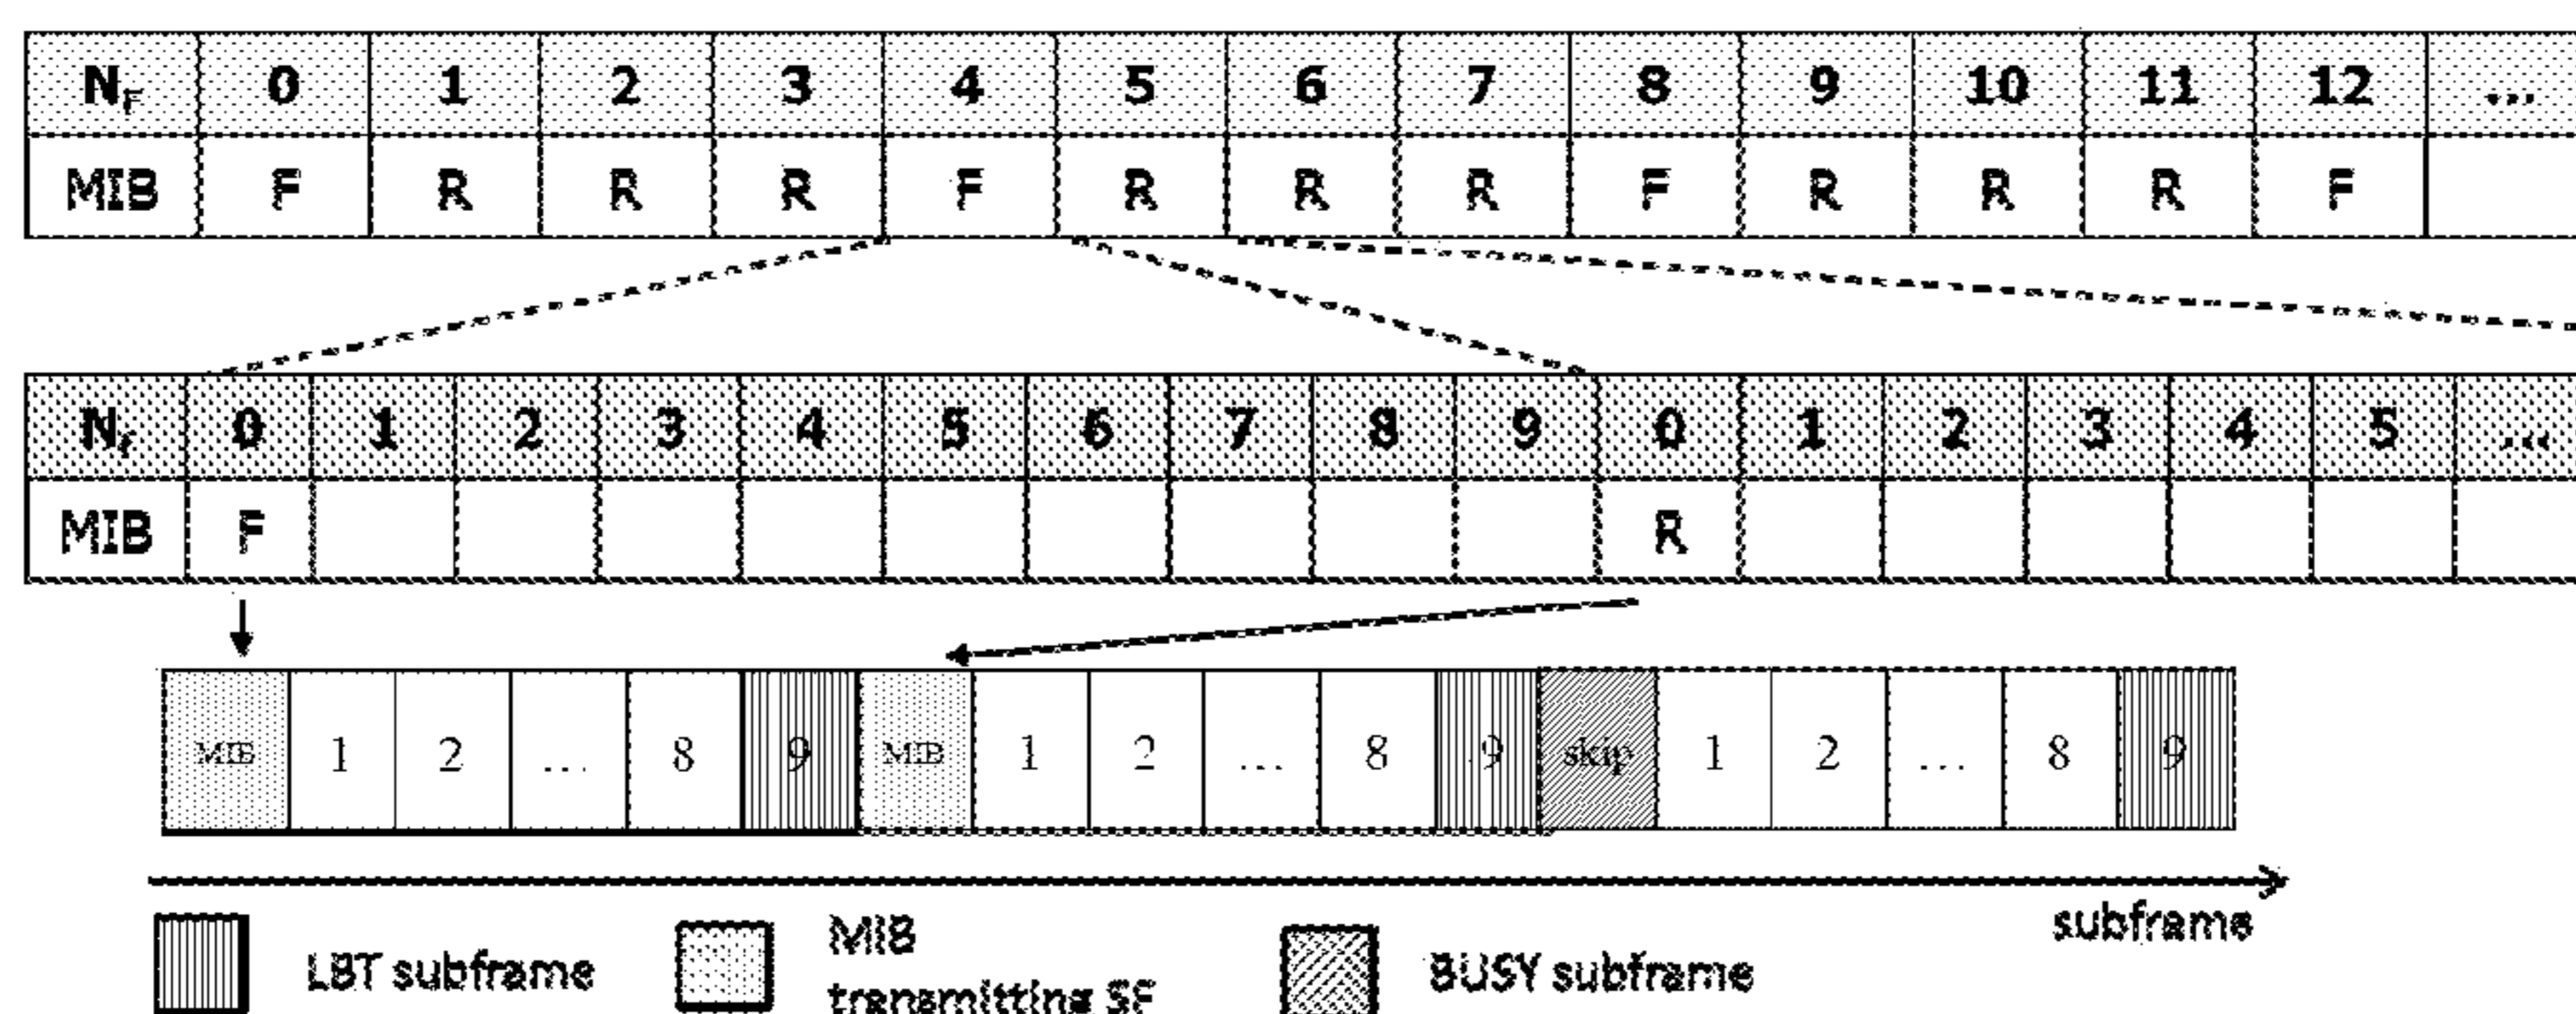 N_F 0 1 2 3 4 5 6 7 8 9 10 11 12 ...
MIB F R R R F R R R F R R R F
N_f 0 1 2 3 4 5 6 7 8 9 0 1 2 3 4 5 ...
MIB F R
MIB 1 2 ... 8 9 MIB 1 2 ... 8 9 skip 1 2 ... 8 9
subframe
LBT subframe
MIB
transmitting SF
BUSY subframe